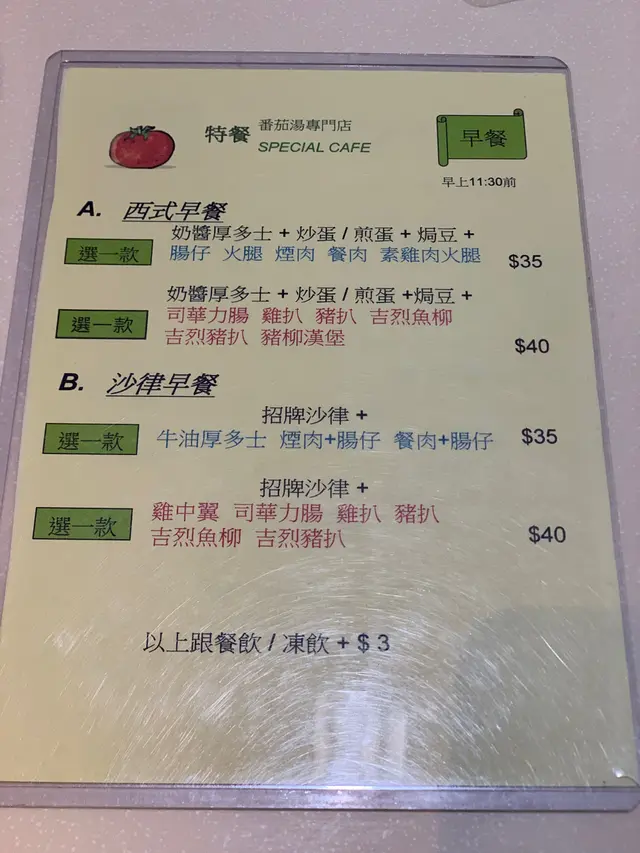 特餐 番茄湯專門店
SPECIAL CAFE
早餐
早上11:30前
A. 西式早餐
奶醬厚多士 + 炒蛋 / 煎蛋 + 焗豆 +
選一款 腸仔 火腿 煙肉 餐肉 素雞肉火腿 $35
奶醬厚多士 + 炒蛋 / 煎蛋 +焗豆 +
選一款 司華力腸 雞扒 豬扒 吉烈魚柳
吉烈豬扒 豬柳漢堡 $40
B. 沙律早餐
招牌沙律 +
選一款 牛油厚多士 煙肉+腸仔 餐肉+腸仔 $35
招牌沙律 +
選一款 雞中翼 司華力腸 雞扒 豬扒
吉烈魚柳 吉烈豬扒 $40
以上跟餐飲 / 凍飲 + $ 3